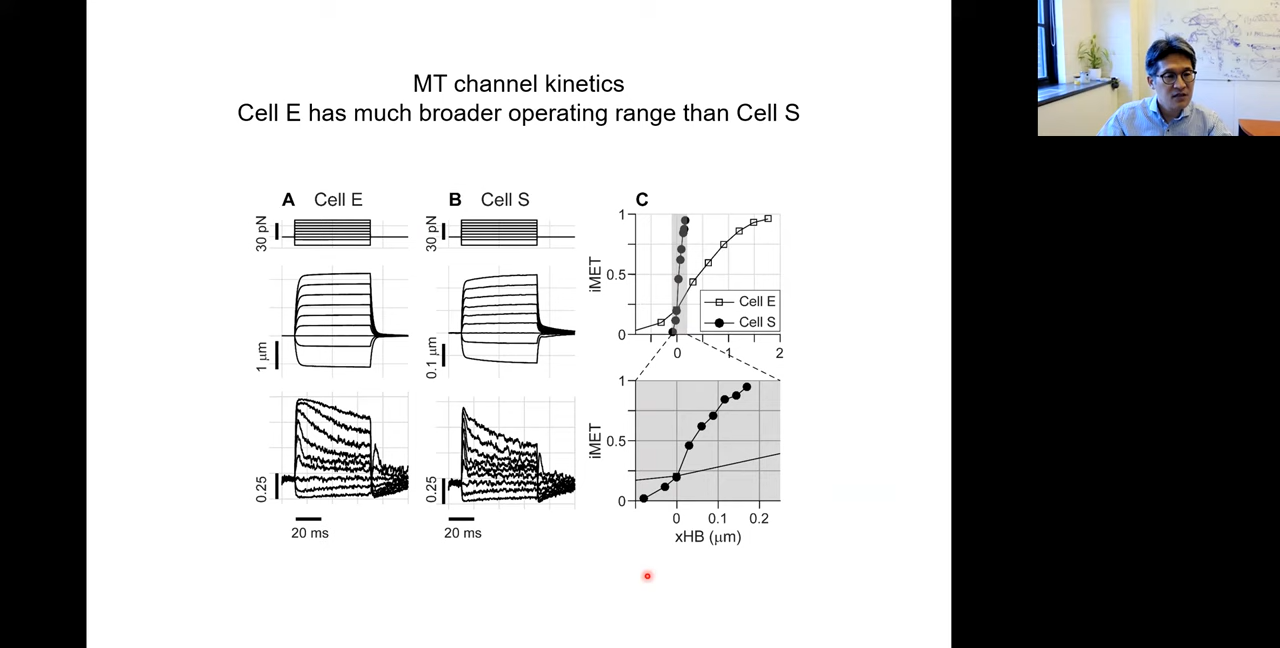 MT channel kinetics
Cell E has much broader operating range than Cell S
A Cell E
B Cell S
C
30 pN
30 pN
1 μm
0.1 μm
0.25
0.25
20 ms
20 ms
iMET
1
0.5
0
0
1
2
Cell E
Cell S
iMET
1
0.5
0
0
0.1
0.2
xHB (μm)